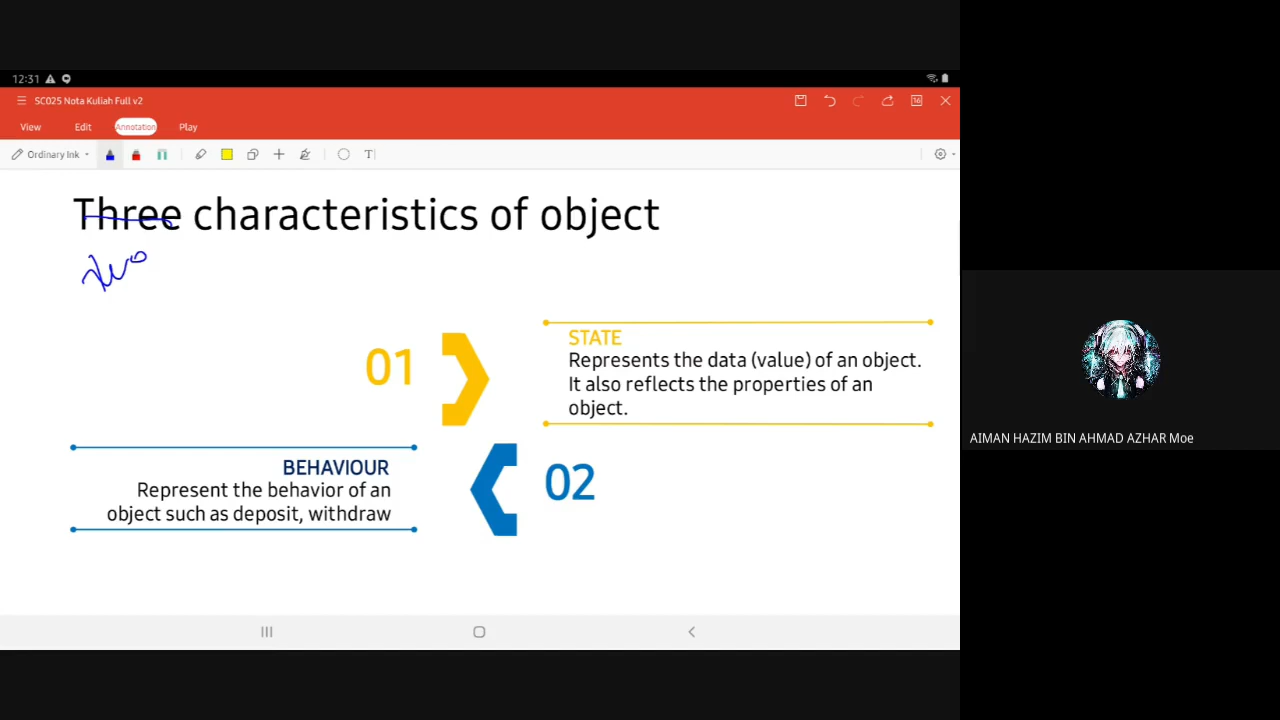 12:31
SC025 Nota Kuliah Full v2
16
View Edit Annotation Play
Ordinary Ink
T
Three characteristics of object
two
01
STATE
Represents the data (value) of an object.
It also reflects the properties of an
object.
BEHAVIOUR
Represent the behavior of an
object such as deposit, withdraw
02
AIMAN HAZIM BIN AHMAD AZHAR Moe